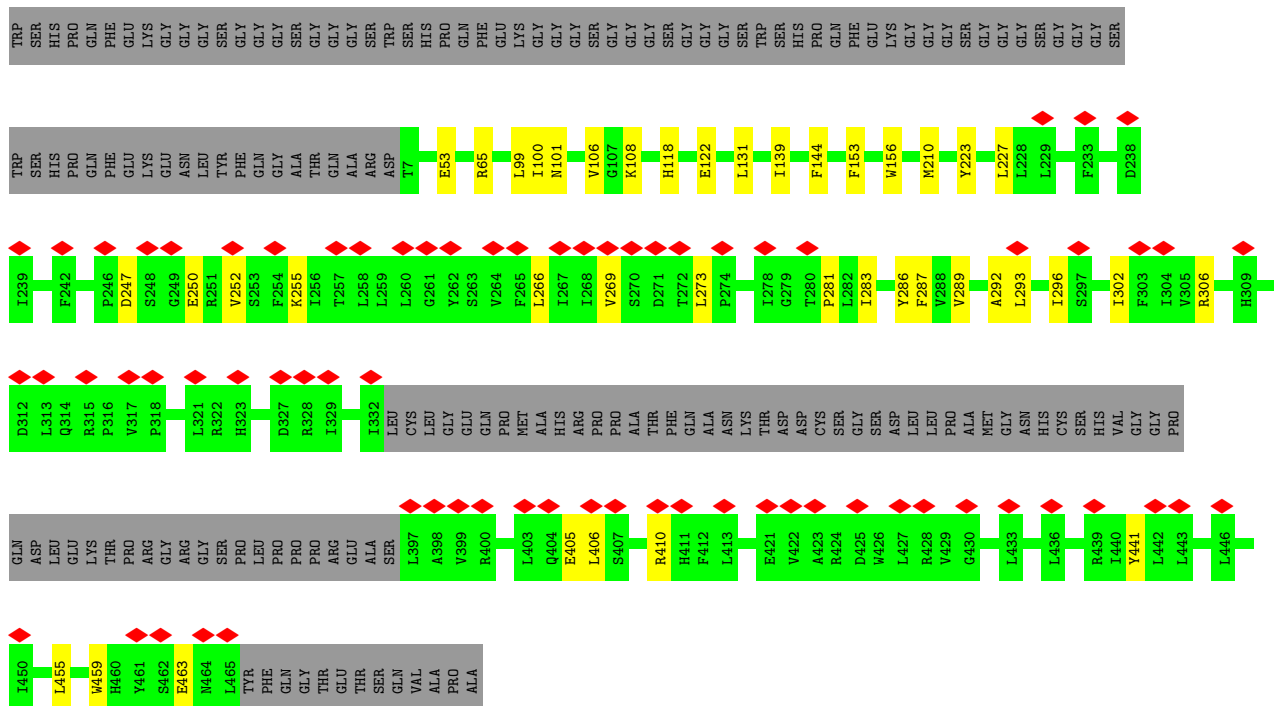 TRP SER HIS PRO GLN PHE GLU LYS GLY GLY GLY SER GLY GLY GLY SER GLY GLY GLY SER TRP SER HIS PRO GLN PHE GLU LYS GLY GLY GLY SER GLY GLY GLY SER GLY GLY GLY SER TRP SER HIS PRO GLN PHE GLU LYS GLY GLY GLY SER GLY GLY GLY SER GLY GLY GLY SER
TRP SER HIS PRO GLN PHE GLU LYS GLU ASN LEU TYR PHE GLN GLY ALA THR GLN ALA ARG ASP T7 E53 R65 L99 I100 N101 V106 G107 K108 H118 E122 L131 I139 F144 F153 W156 M210 Y223 L227 L228 L229 F233 D238
I239 F242 P246 D247 S248 G249 E250 R251 V252 S253 F254 K255 I256 T257 L258 L259 L260 G261 Y262 S263 V264 F265 L266 I267 I268 V269 S270 D271 T272 L273 P274 I278 G279 T280 P281 L282 I283 Y286 F287 V288 V289 A292 L293 I296 S297 I302 F303 I304 V305 R306 H309
D312 L313 Q314 R315 P316 V317 P318 L321 R322 H323 D327 R328 I329 I332 LEU CYS LEU GLY GLU GLN PRO MET ALA HIS ARG PRO PRO ALA THR PHE GLN ALA ASN LYS THR ASP ASP CYS SER GLY SER ASP LEU LEU PRO ALA MET GLY ASN HIS CYS SER HIS VAL GLY GLY PRO
GLN ASP LEU GLU LYS THR PRO ARG GLY ARG GLY SER PRO LEU PRO PRO PRO ARG GLU ALA SER L397 A398 V399 R400 L403 Q404 E405 L406 S407 R410 H411 F412 L413 E421 V422 A423 R424 D425 W426 L427 R428 V429 G430 L433 L436 R439 I440 Y441 L442 L443 L446
I450 L455 W459 H460 Y461 S462 E463 N464 L465 TYR PHE GLN GLY THR GLU THR SER GLN VAL ALA PRO ALA